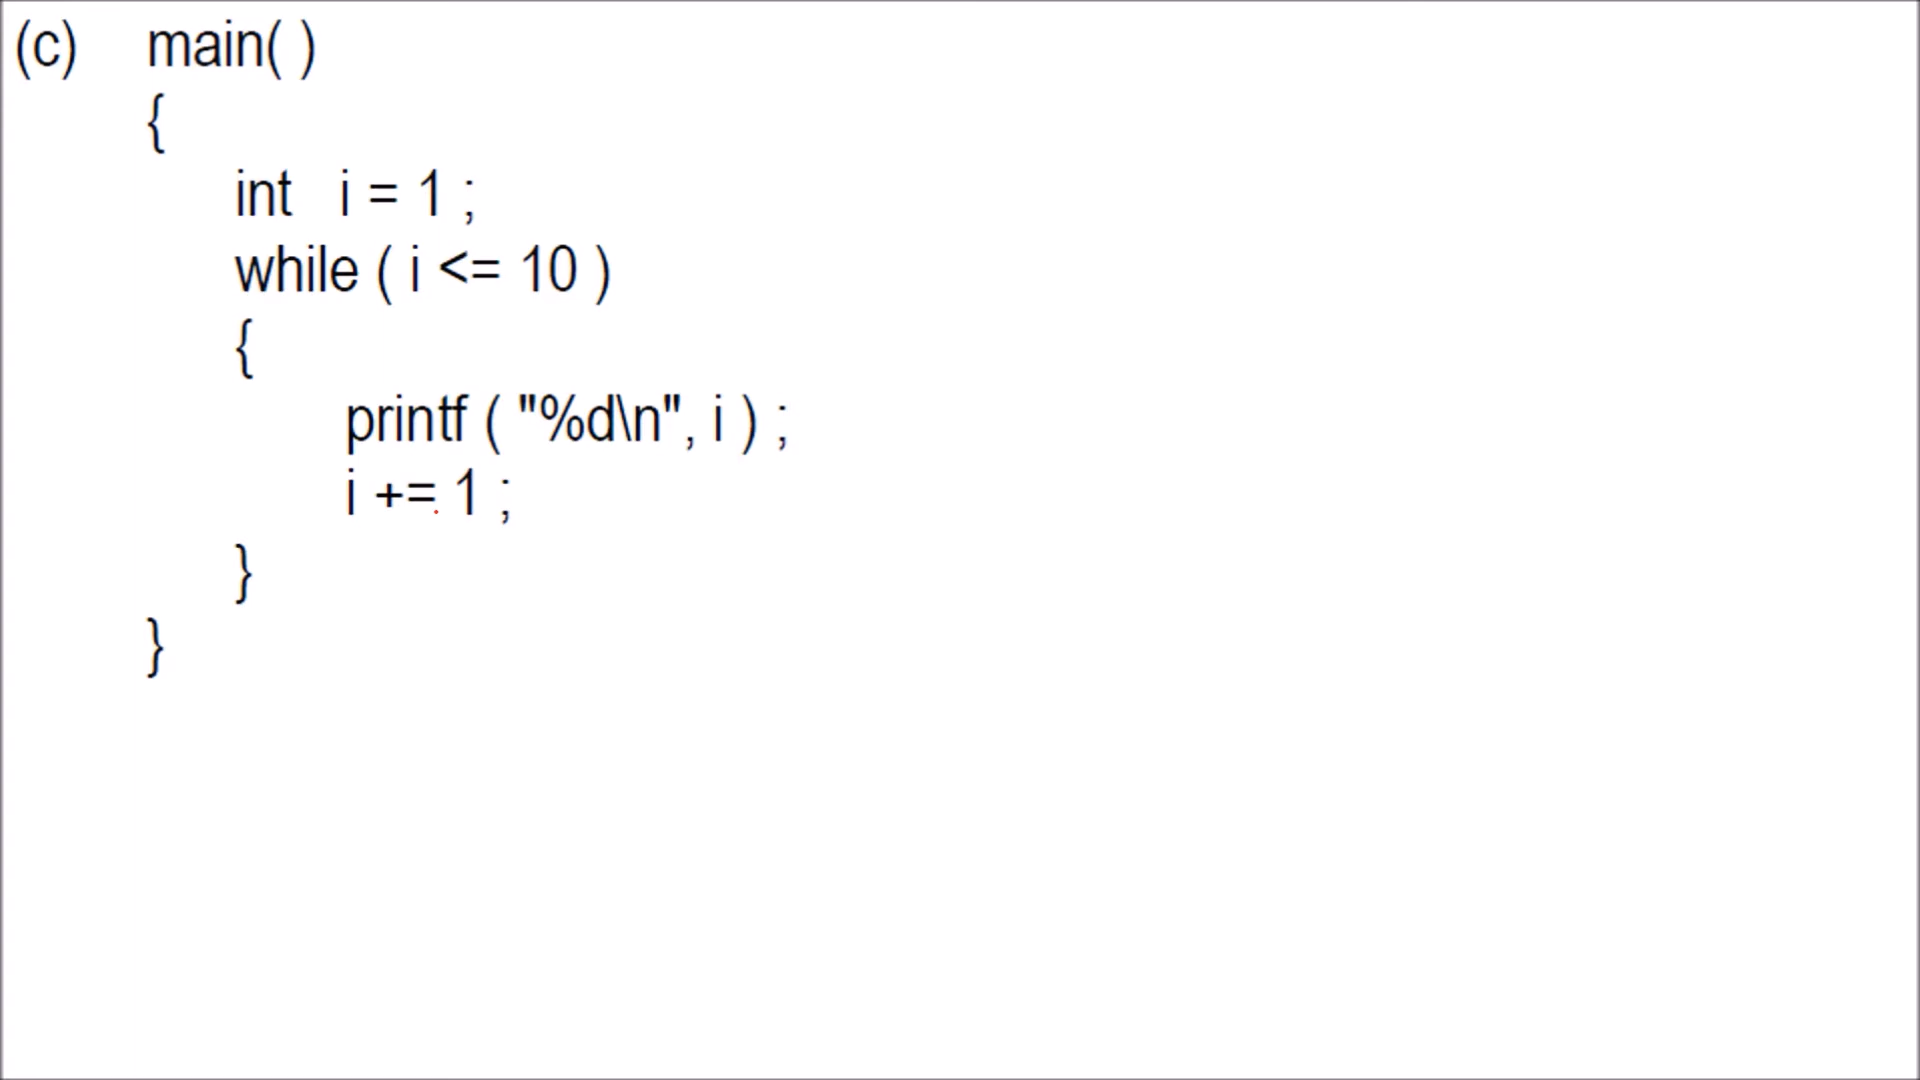 (c) main( )
{
int i = 1 ;
while ( i <= 10 )
{
printf ( "%d\n", i ) ;
i += 1 ;
}
}